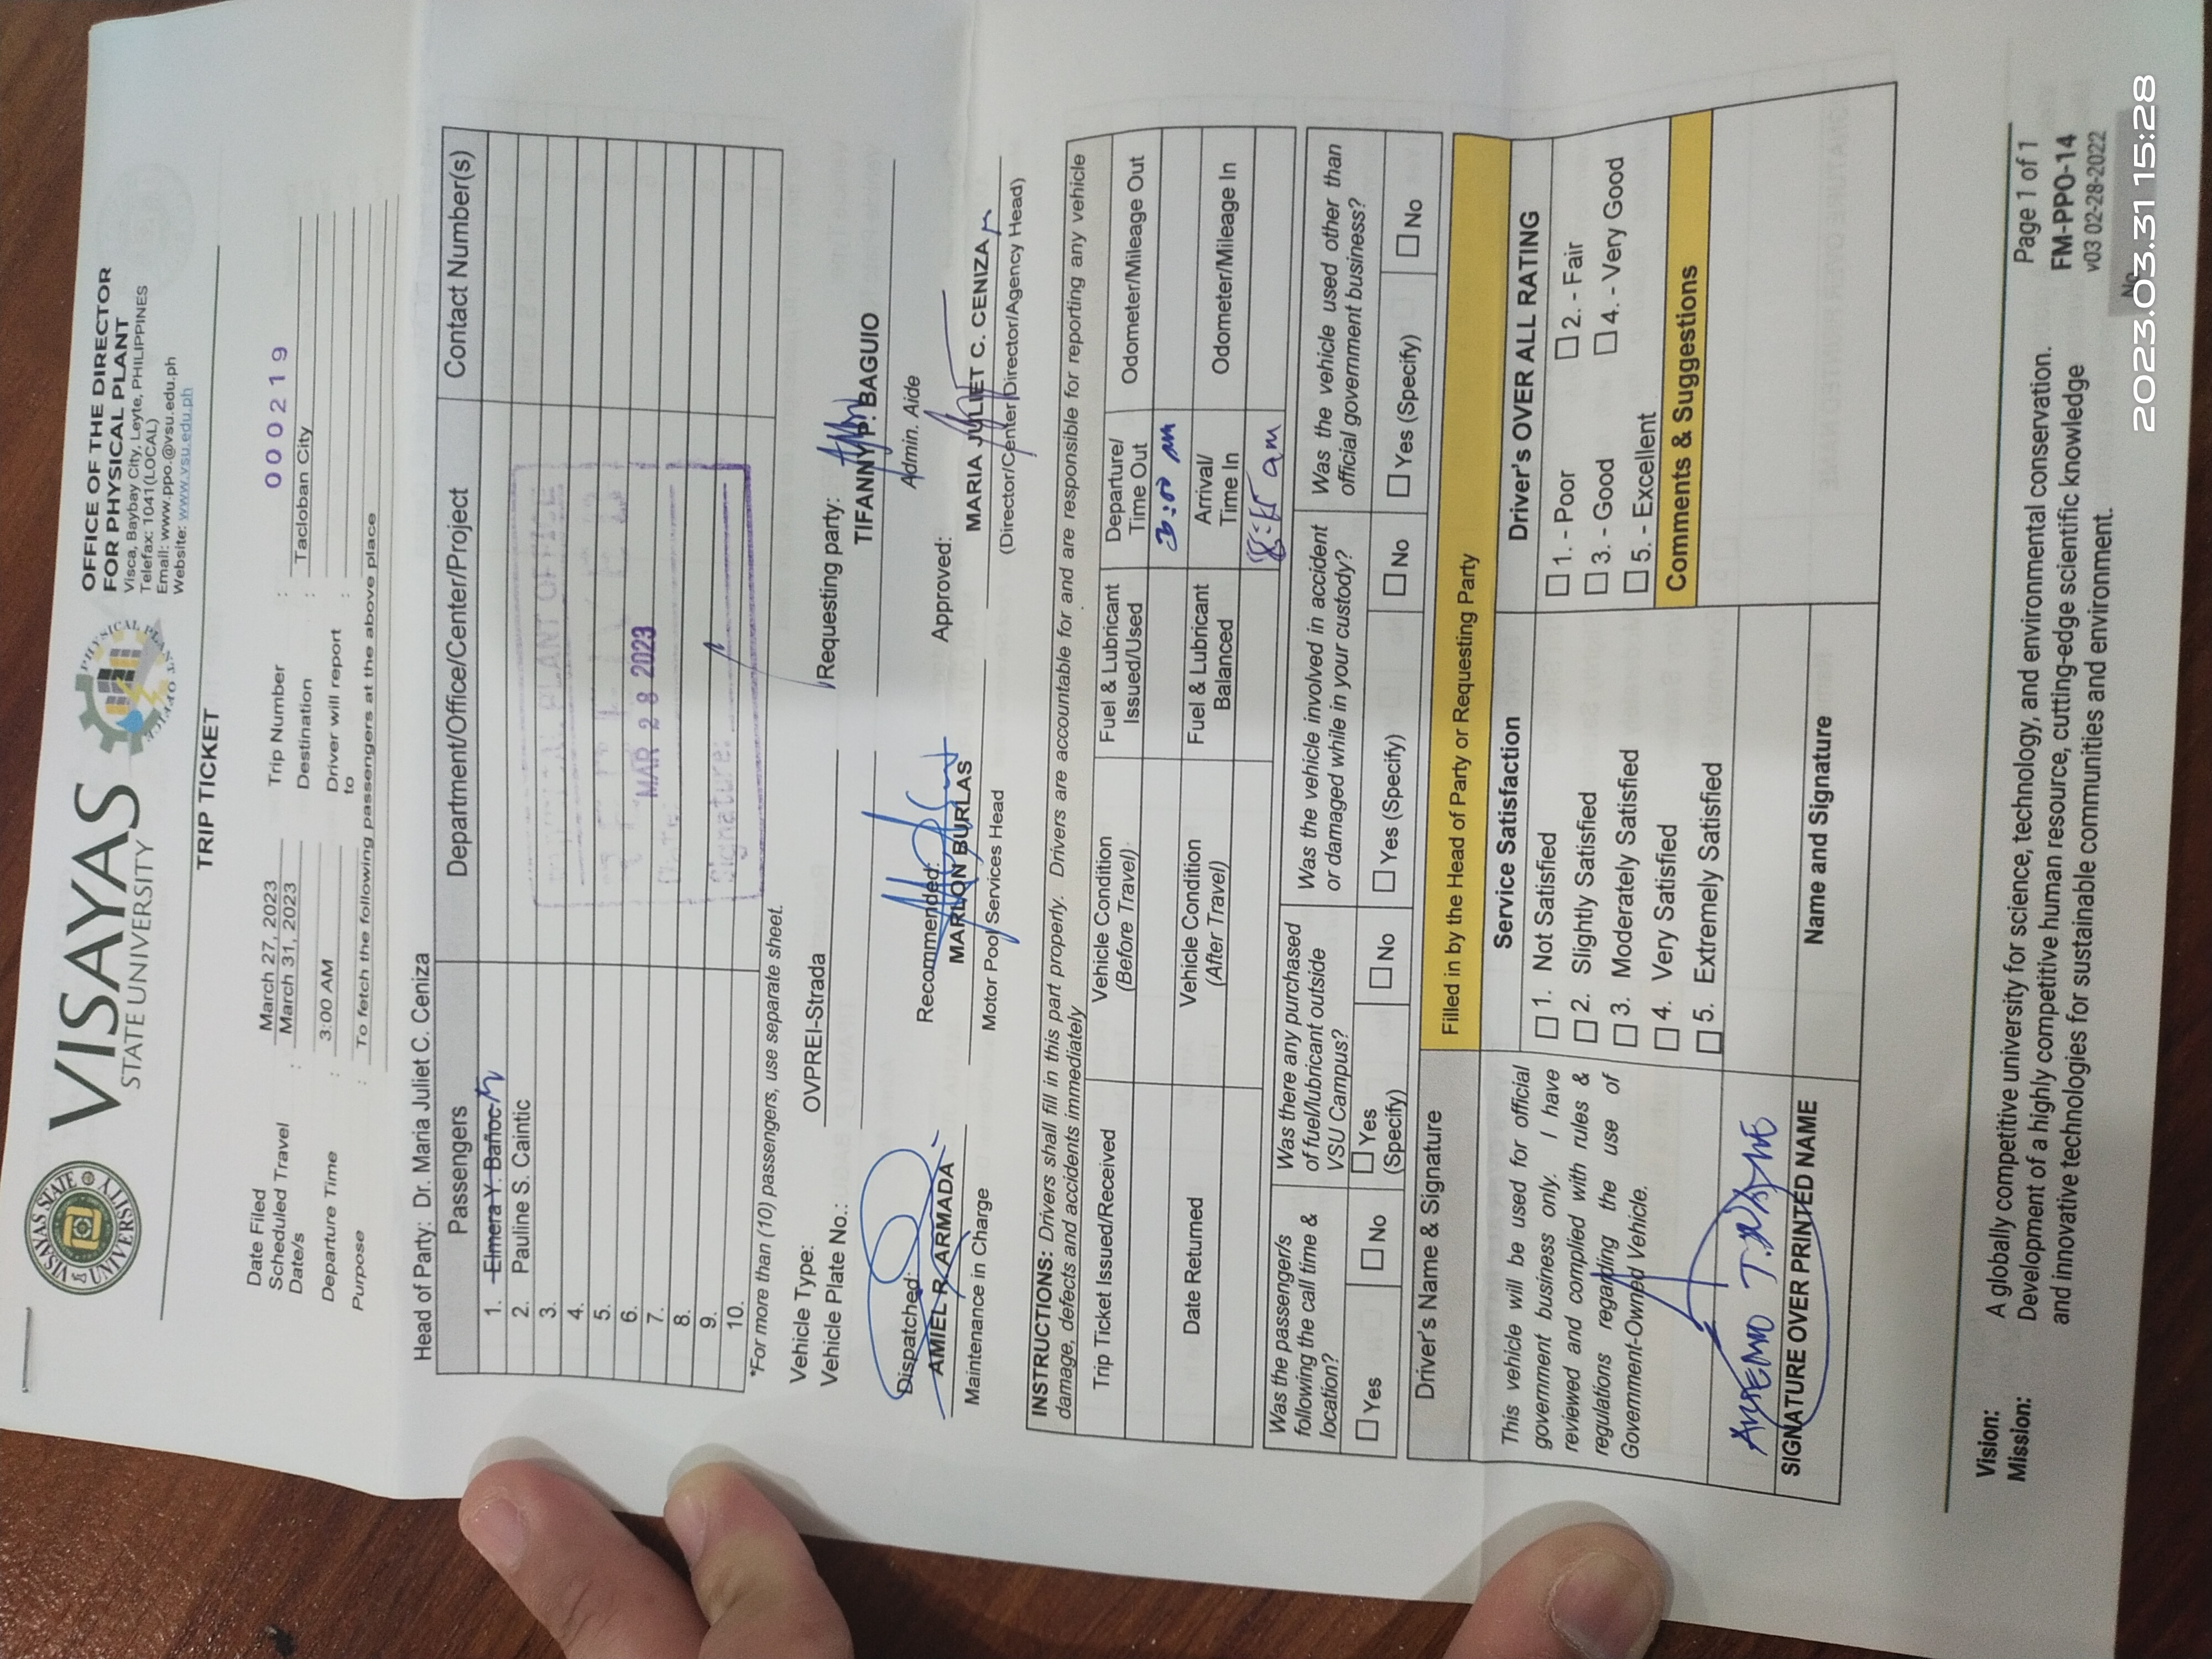 VISAYAS
STATE UNIVERSITY
VISAYAS STATE UNIVERSITY
PHYSICAL PLANT OFFICE
OFFICE OF THE DIRECTOR
FOR PHYSICAL PLANT
Visca, Baybay City, Leyte, PHILIPPINES
Telefax: 1041(LOCAL)
Email: www.ppo.@vsu.edu.ph
Website: www.vsu.edu.ph
TRIP TICKET
Date Filed March 27, 2023 Trip Number : 000219
Scheduled Travel Date/s : March 31, 2023 Destination : Tacloban City
Departure Time : 3:00 AM Driver will report to :
Purpose : To fetch the following passengers at the above place
Head of Party: Dr. Maria Juliet C. Ceniza
Passengers Department/Office/Center/Project Contact Number(s)
1. Elmera Y. Bañoc
2. Pauline S. Caintic
3.
4.
5.
6.
7.
8.
9.
10.
PLANT OFFICE
MAR 28 2023
Signature:
*For more than (10) passengers, use separate sheet.
Vehicle Type: OVPREI-Strada
Vehicle Plate No.:
Requesting party:
TIFANNY P. BAGUIO
Admin. Aide
Dispatched:
AMIEL R. ARMADA
Maintenance in Charge
Recommended:
MARLON BURLAS
Motor Pool Services Head
Approved:
MARIA JULIET C. CENIZA
(Director/Center Director/Agency Head)
INSTRUCTIONS: Drivers shall fill in this part properly. Drivers are accountable for and are responsible for reporting any vehicle
damage, defects and accidents immediately
Trip Ticket Issued/Received Vehicle Condition (Before Travel) Fuel & Lubricant Issued/Used Departure/ Time Out Odometer/Mileage Out
3:00 am
Date Returned Vehicle Condition (After Travel) Fuel & Lubricant Balanced Arrival/ Time In Odometer/Mileage In
am
Was the passenger/s following the call time & location?
Was there any purchased of fuel/lubricant outside VSU Campus?
Was the vehicle involved in accident or damaged while in your custody?
Was the vehicle used other than official government business?
Yes No Yes (Specify) No Yes (Specify) No Yes (Specify) No
Driver's Name & Signature Filled in by the Head of Party or Requesting Party
This vehicle will be used for official
government business only. I have
reviewed and complied with rules &
regulations regarding the use of
Government-Owned Vehicle.
SIGNATURE OVER PRINTED NAME
Service Satisfaction
1. Not Satisfied
2. Slightly Satisfied
3. Moderately Satisfied
4. Very Satisfied
5. Extremely Satisfied
Name and Signature
Driver's OVER ALL RATING
1. - Poor 2. - Fair
3. - Good 4. - Very Good
5. - Excellent
Comments & Suggestions
Vision: A globally competitive university for science, technology, and environmental conservation.
Mission: Development of a highly competitive human resource, cutting-edge scientific knowledge
and innovative technologies for sustainable communities and environment.
Page 1 of 1
FM-PPO-14
v03 02-28-2022
No.
2023.03.31 15:28